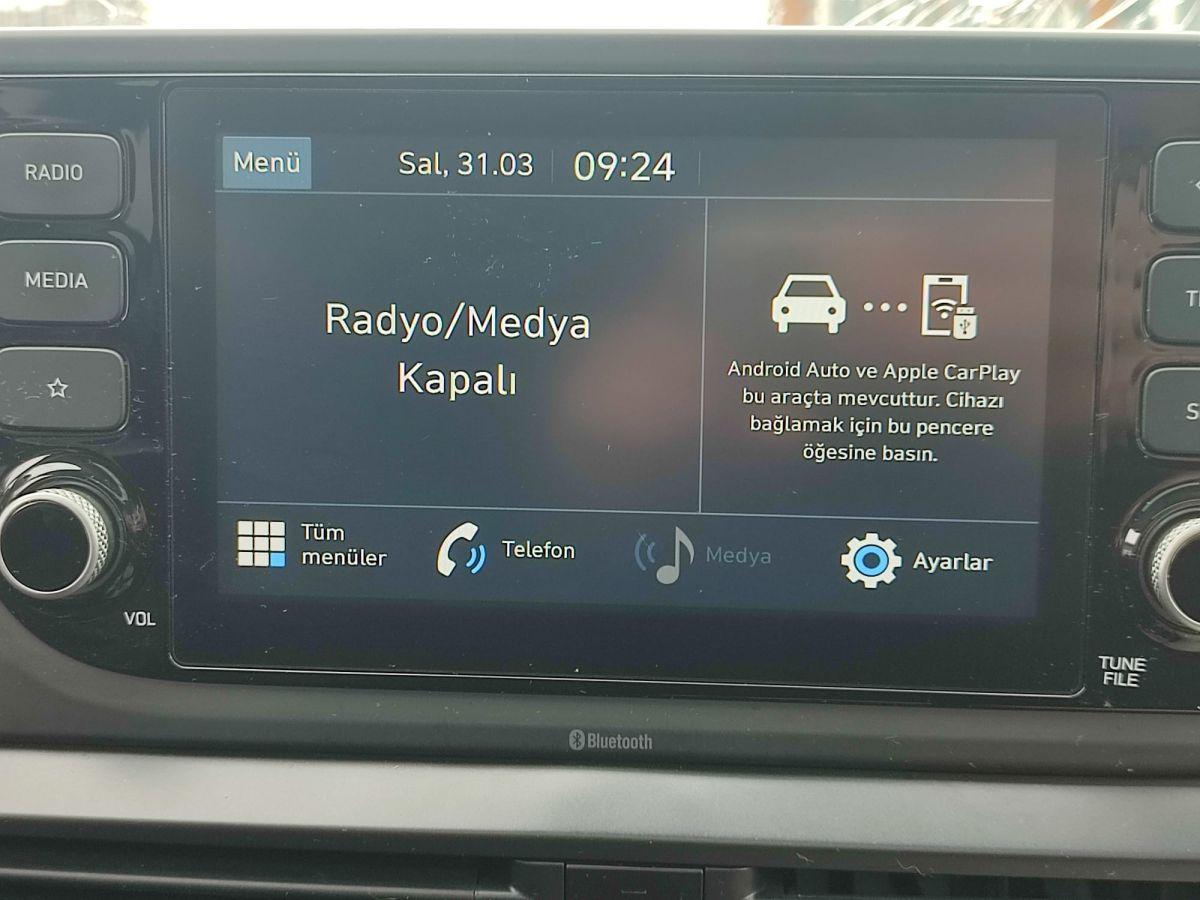 RADIO
MEDIA
VOL
Menü
Sal, 31.03
09:24
Radyo/Medya
Kapalı
Android Auto ve Apple CarPlay
bu araçta mevcuttur. Cihazı
bağlamak için bu pencere
öğesine basın.
Tüm
menüler
Telefon
Medya
Ayarlar
TUNE
FILE
Bluetooth